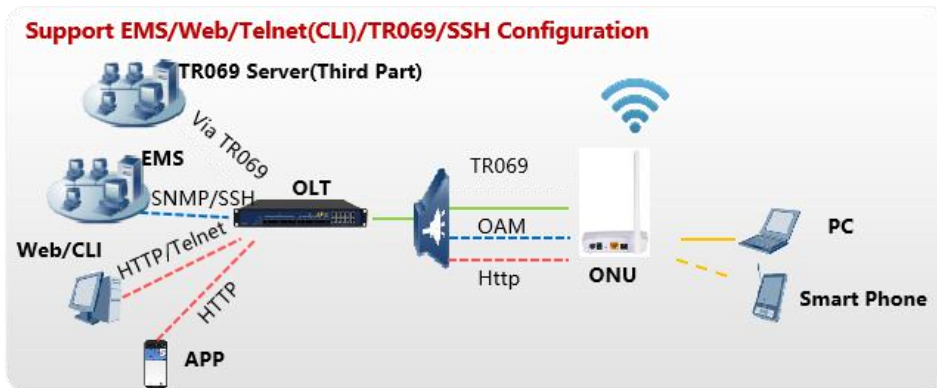 Support EMS/Web/Telnet(CLI)/TR069/SSH Configuration
TR069 Server(Third Part)
Via TR069
EMS
SNMP/SSH
OLT
TR069
OAM
Http
ONU
PC
Smart Phone
Web/CLI
HTTP/Telnet
HTTP
APP